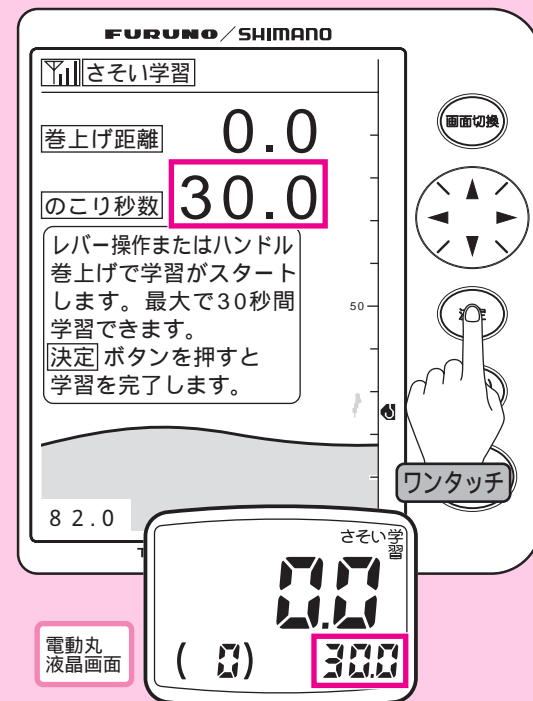 FURUNO/SHIMANO
さそい学習
画面切換
巻上げ距離 0.0
のこり秒数 30.0
レバー操作またはハンドル
巻上げで学習がスタート
します。最大で30秒間
学習できます。
決定 ボタンを押すと
学習を完了します。
50
ワンタッチ
82.0
さそい学
習
0.0
(0) 30.0
電動丸
液晶画面